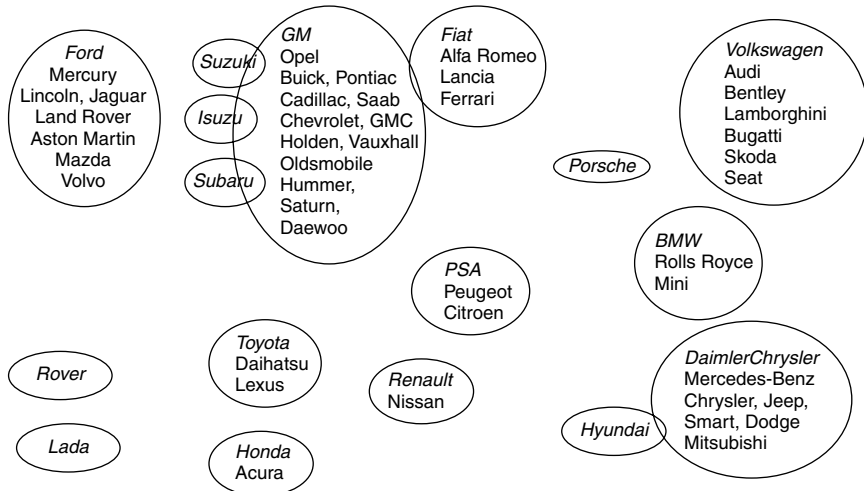 Ford
Mercury
Lincoln, Jaguar
Land Rover
Aston Martin
Mazda
Volvo
Suzuki
Isuzu
Subaru
GM
Opel
Buick, Pontiac
Cadillac, Saab
Chevrolet, GMC
Holden, Vauxhall
Oldsmobile
Hummer,
Saturn,
Daewoo
Fiat
Alfa Romeo
Lancia
Ferrari
Porsche
Volkswagen
Audi
Bentley
Lamborghini
Bugatti
Skoda
Seat
BMW
Rolls Royce
Mini
PSA
Peugeot
Citroen
Rover
Lada
Toyota
Daihatsu
Lexus
Honda
Acura
Renault
Nissan
Hyundai
DaimlerChrysler
Mercedes-Benz
Chrysler, Jeep,
Smart, Dodge
Mitsubishi